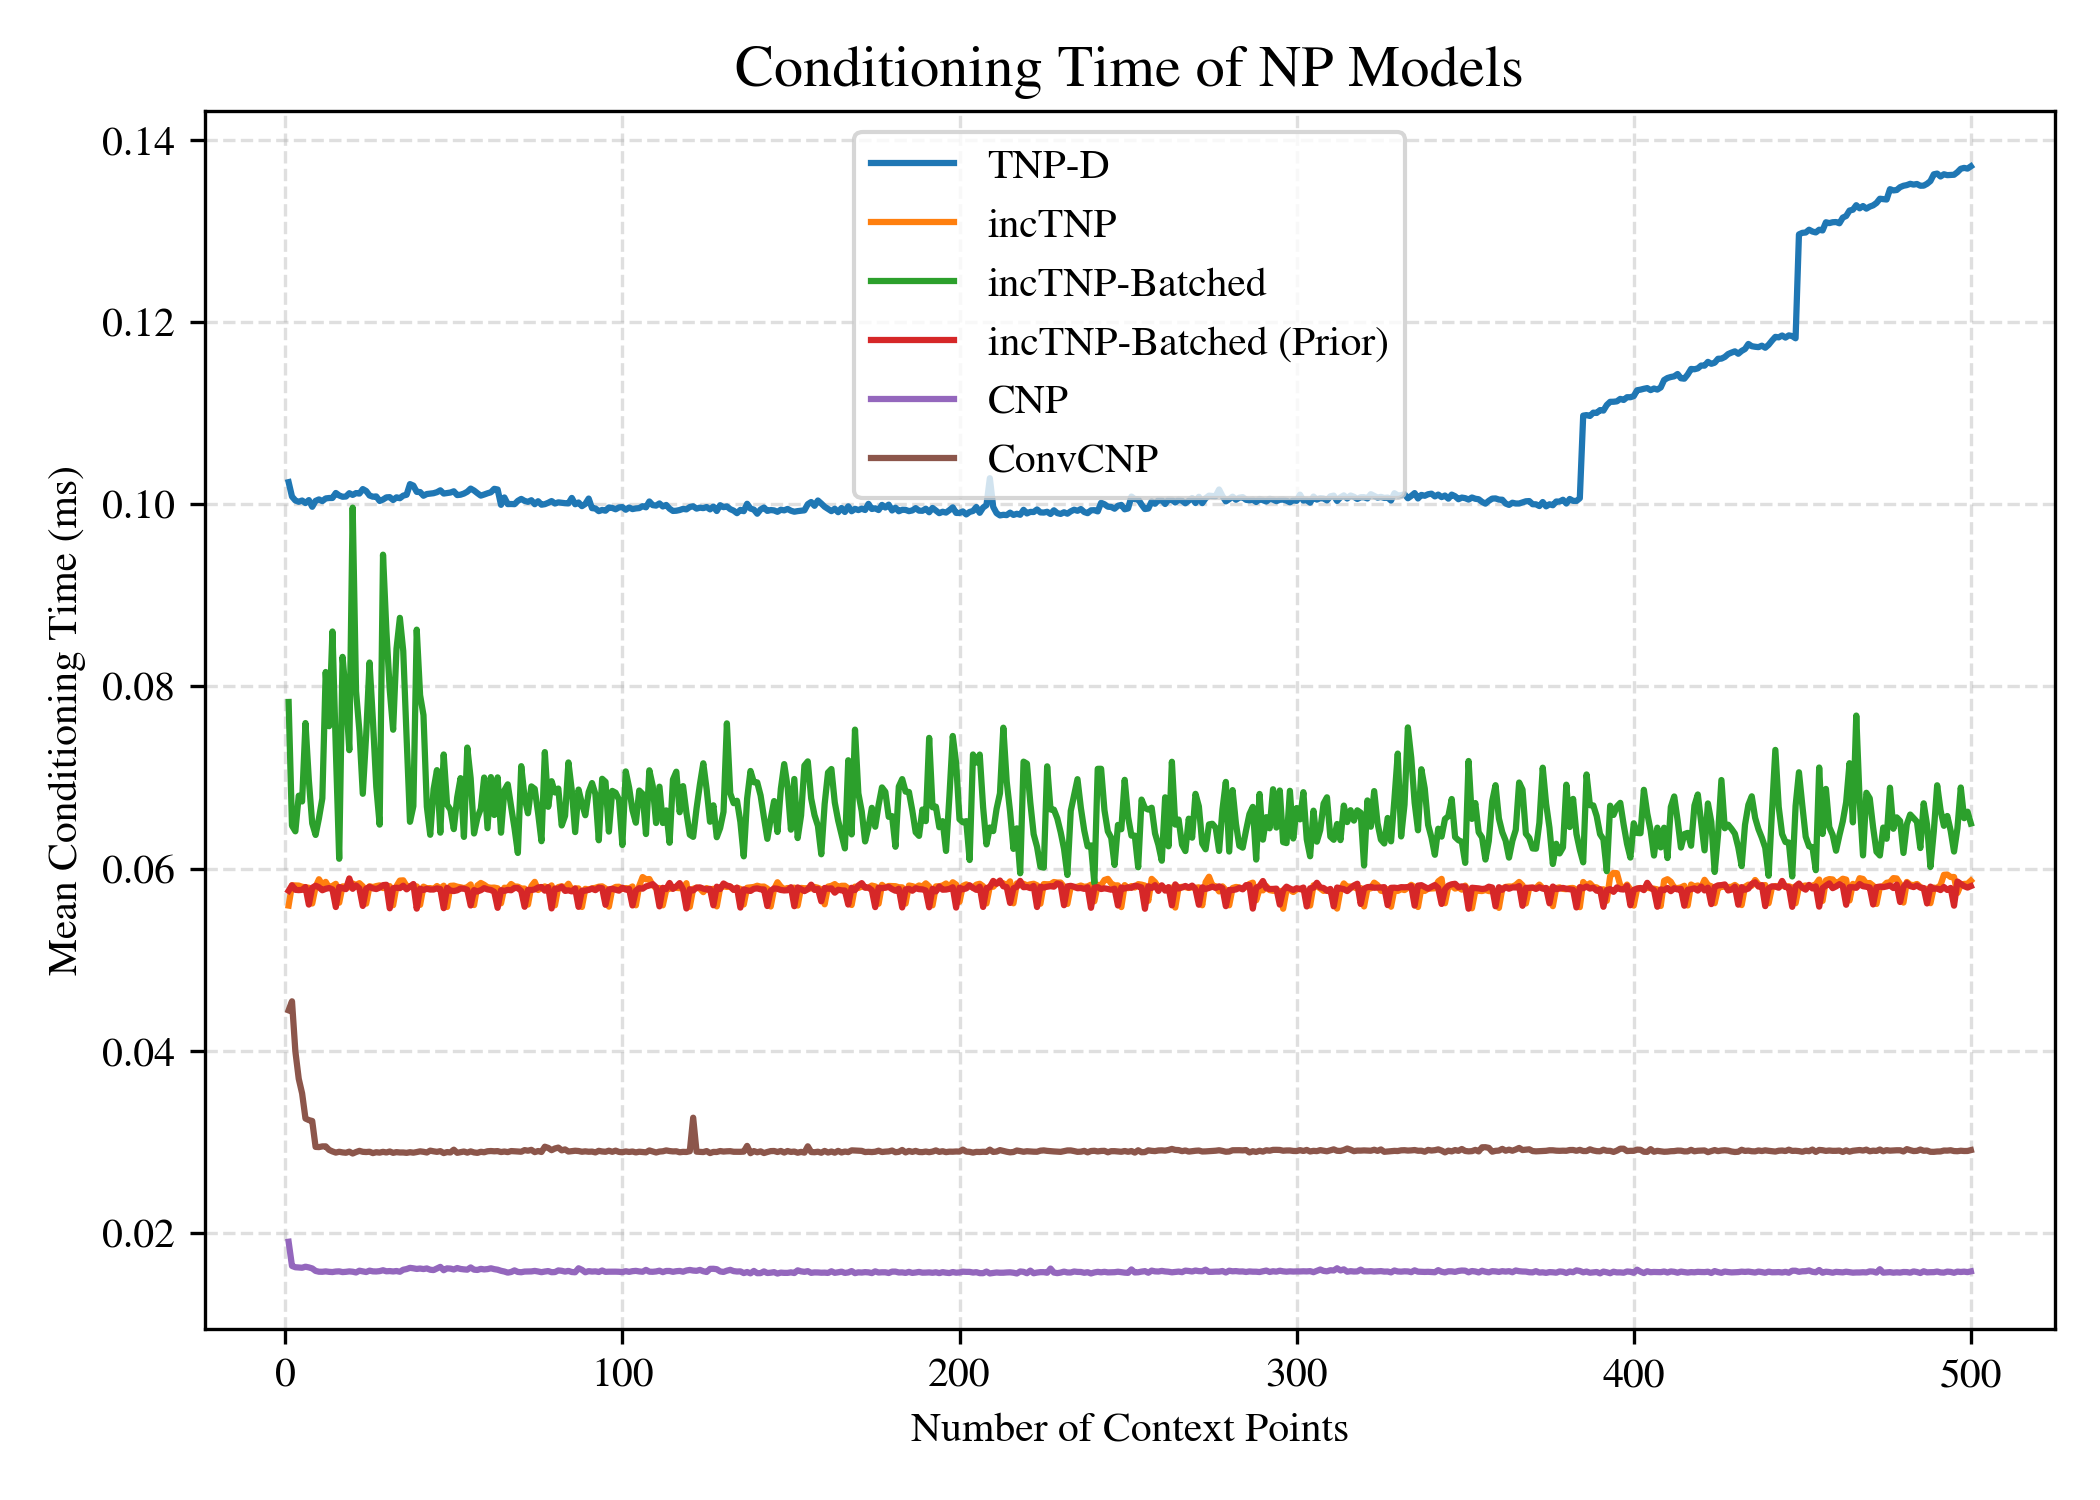 Conditioning Time of NP Models
Mean Conditioning Time (ms)
0.14
0.12
0.10
0.08
0.06
0.04
0.02
TNP-D
incTNP
incTNP-Batched
incTNP-Batched (Prior)
CNP
ConvCNP
0 100 200 300 400 500
Number of Context Points